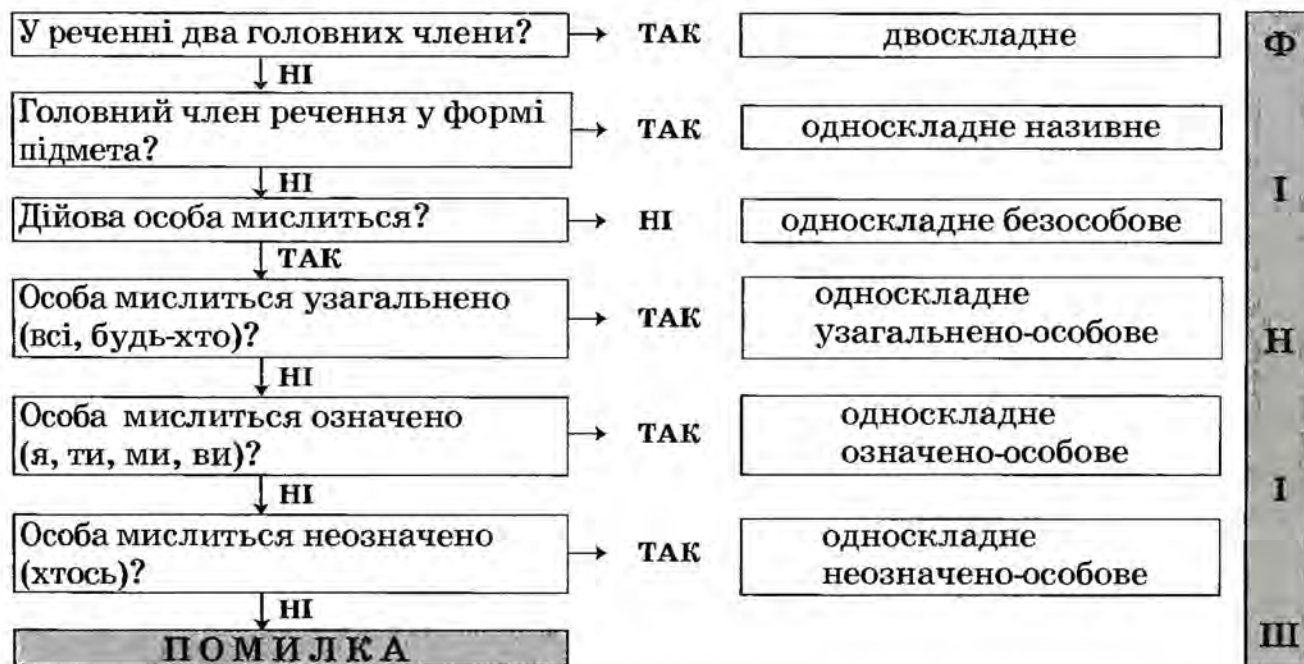 У реченні два головних члени? ТАК двоскладне
НІ
Головний член речення у формі
підмета? ТАК односкладне називне
НІ
Дійова особа мислиться? НІ односкладне безособове
ТАК
Особа мислиться узагальнено
(всі, будь-хто)? ТАК односкладне
узагальнено-особове
НІ
Особа мислиться означено
(я, ти, ми, ви)? ТАК односкладне
означено-особове
НІ
Особа мислиться неозначено
(хтось)? ТАК односкладне
неозначено-особове
НІ
ПОМИЛКА
Ф
І
Н
І
Ш